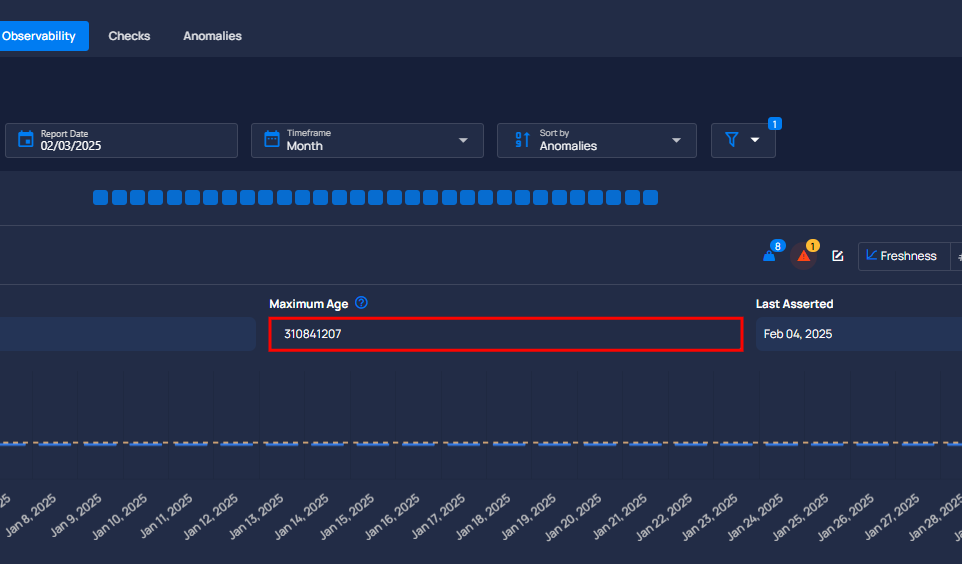 Observability Checks Anomalies
Report Date
02/03/2025
Timeframe
Month
Sort by
Anomalies
1
8
1
Freshness
Maximum Age
Last Asserted
310841207
Feb 04, 2025
Jan 8, 2025
Jan 9, 2025
Jan 10, 2025
Jan 11, 2025
Jan 12, 2025
Jan 13, 2025
Jan 14, 2025
Jan 15, 2025
Jan 16, 2025
Jan 17, 2025
Jan 18, 2025
Jan 19, 2025
Jan 20, 2025
Jan 21, 2025
Jan 22, 2025
Jan 23, 2025
Jan 24, 2025
Jan 25, 2025
Jan 26, 2025
Jan 27, 2025
Jan 28, 2025